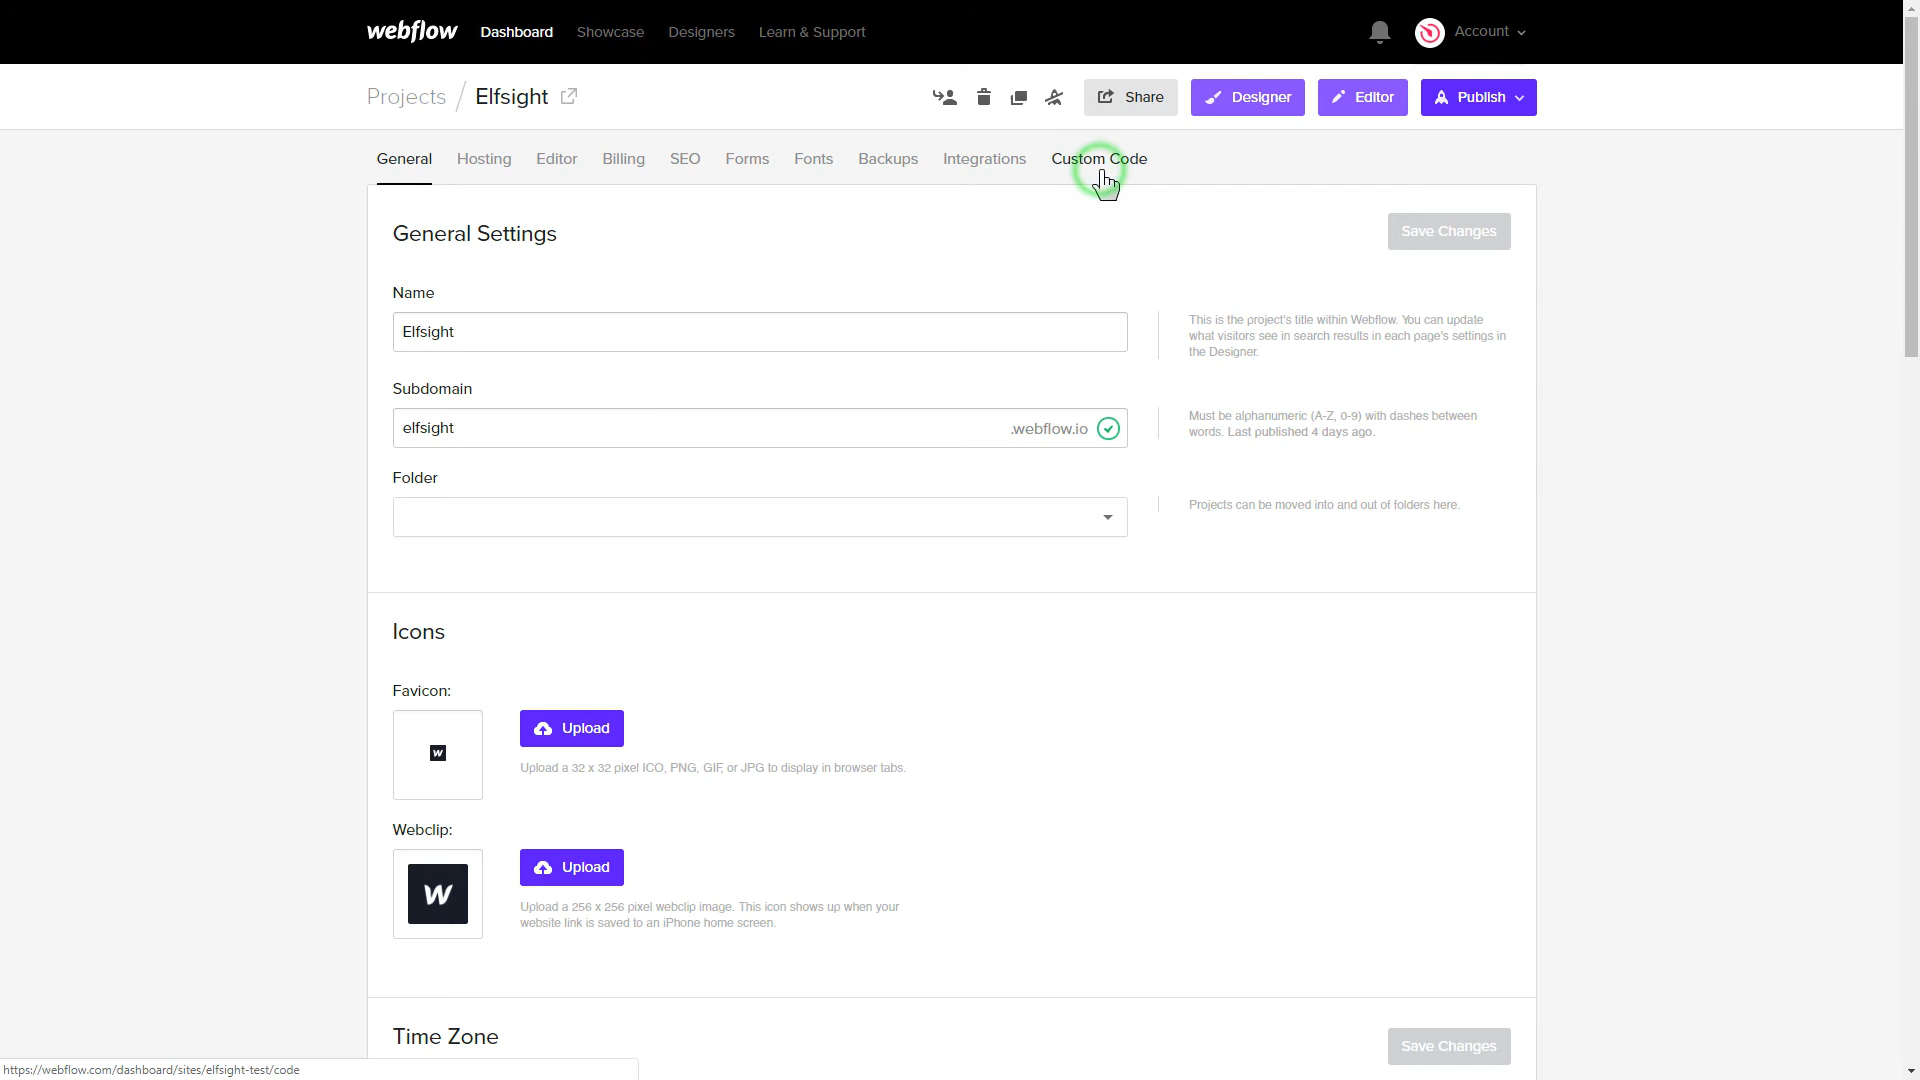 webflow Dashboard Showcase Designers Learn & Support Account
Projects / Elfsight Share Designer Editor Publish
General Hosting Editor Billing SEO Forms Fonts Backups Integrations Custom Code
General Settings Save Changes
Name
Elfsight
This is the project's title within Webflow. You can update
what visitors see in search results in each page's settings in
the Designer.
Subdomain
elfsight .webflow.io
Must be alphanumeric (A-Z, 0-9) with dashes between
words. Last published 4 days ago.
Folder
Projects can be moved into and out of folders here.
Icons
Favicon:
W
Upload
Upload a 32 x 32 pixel ICO, PNG, GIF, or JPG to display in browser tabs.
Webclip:
W
Upload
Upload a 256 x 256 pixel webclip image. This icon shows up when your
website link is saved to an iPhone home screen.
Time Zone Save Changes
https://webflow.com/dashboard/sites/elfsight-test/code